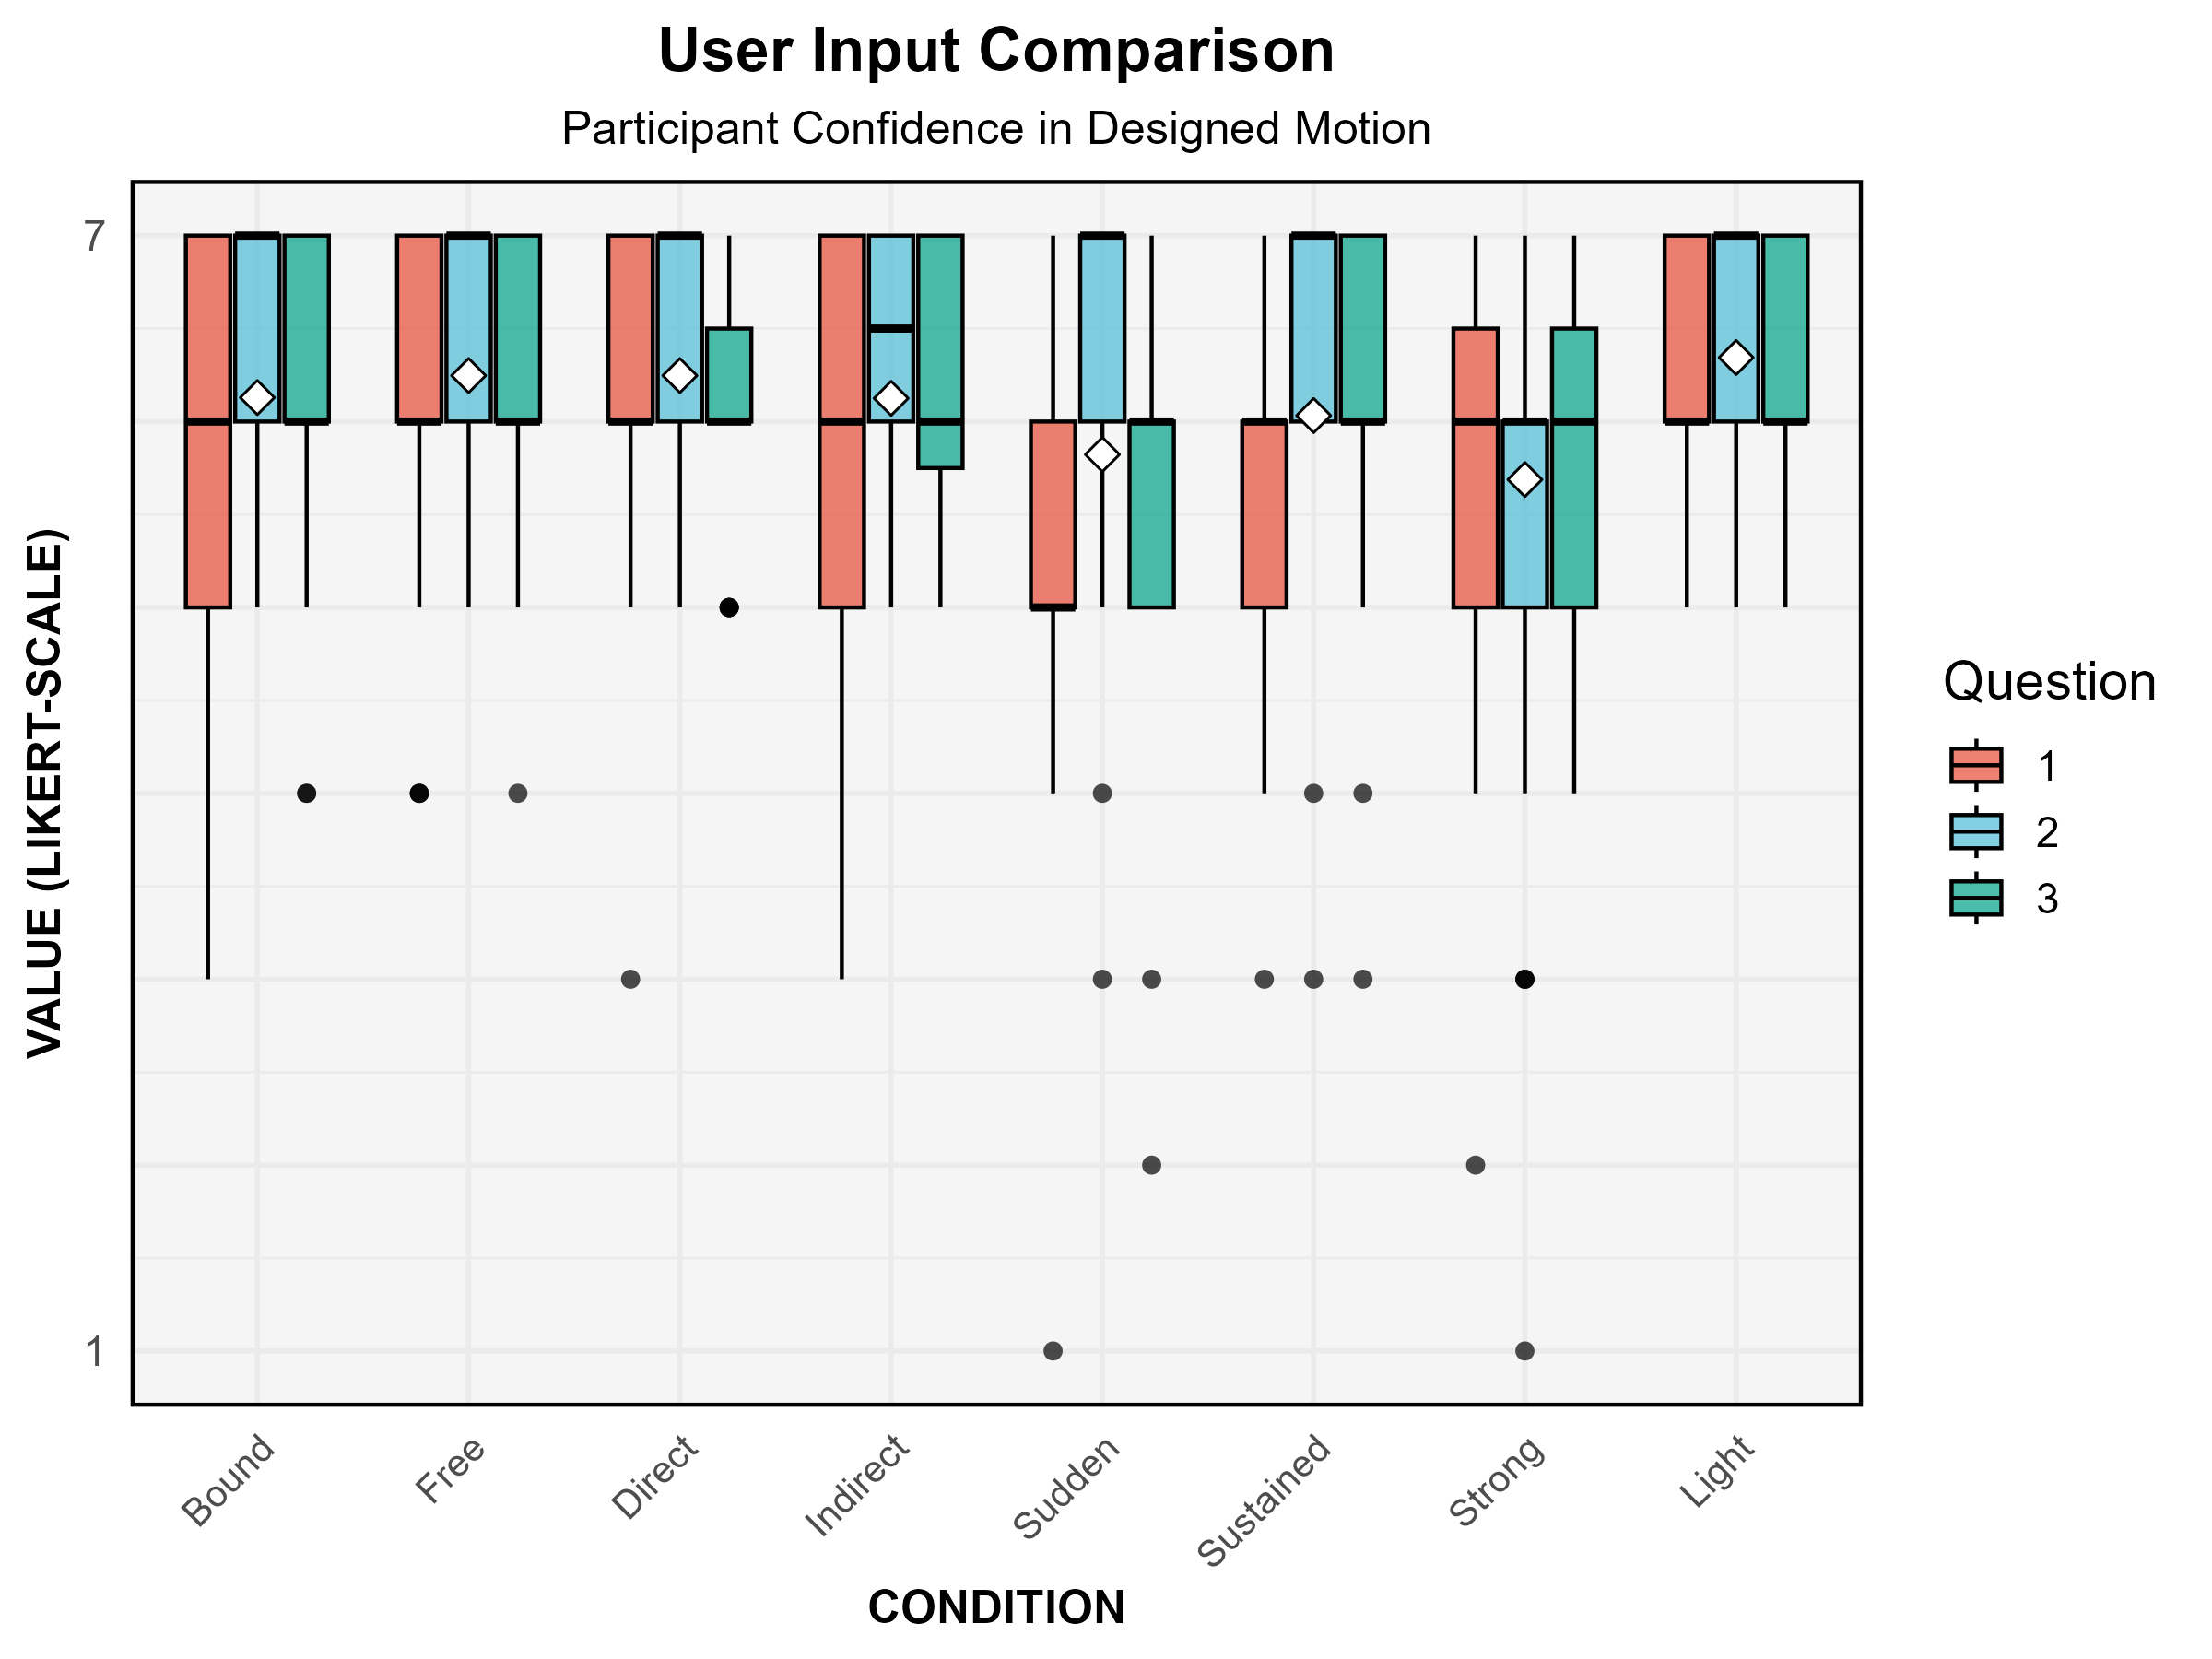 User Input Comparison
Participant Confidence in Designed Motion
VALUE (LIKERT-SCALE)
7
1
Bound
Free
Direct
Indirect
Sudden
Sustained
Strong
Light
CONDITION
Question
1
2
3